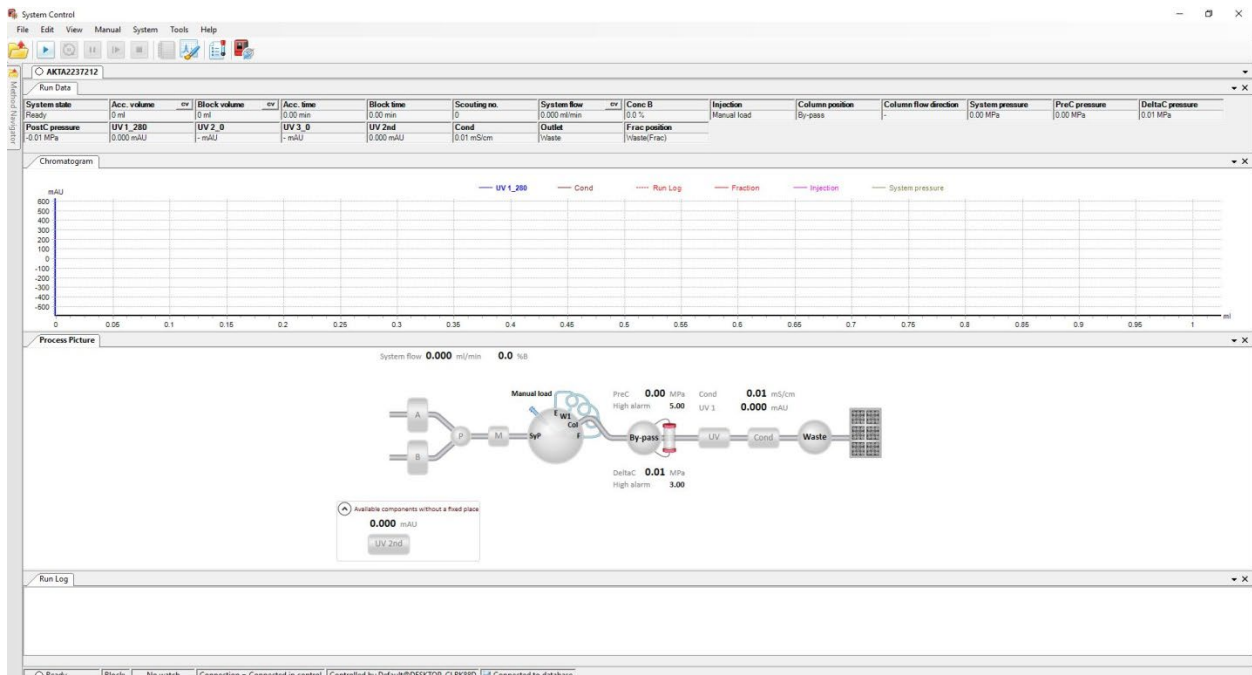 System Control
File Edit View Manual System Tools Help
AKTA2237212
Method Navigator
Run Data
System state Acc. volume cv Block volume cv Acc. time Block time Scouting no. System flow cv Conc B Injection Column position Column flow direction System pressure PreC pressure DeltaC pressure
Ready 0 ml 0 ml 0.00 min 0.00 min 0 0.000 ml/min 0.0 % Manual load By-pass - 0.00 MPa 0.00 MPa 0.01 MPa
PostC pressure UV 1_280 UV 2_0 UV 3_0 UV 2nd Cond Outlet Frac position
-0.01 MPa 0.000 mAU - mAU - mAU 0.000 mAU 0.01 mS/cm Waste Waste(Frac)
Chromatogram
mAU
UV 1_280 Cond Run Log Fraction Injection System pressure
600
500
400
300
200
100
0
-100
-200
-300
-400
-500
ml
0 0.05 0.1 0.15 0.2 0.25 0.3 0.35 0.4 0.45 0.5 0.55 0.6 0.65 0.7 0.75 0.8 0.85 0.9 0.95 1
Process Picture
System flow 0.000 ml/min 0.0 %B
Manual load PreC 0.00 MPa Cond 0.01 mS/cm
High alarm 5.00 UV 1 0.000 mAU
A E W1 Col
P M SyP F By-pass UV Cond Waste
B
DeltaC 0.01 MPa
High alarm 3.00
Available components without a fixed place
0.000 mAU
UV 2nd
Run Log
Ready Block: No watch Connection = Connected in control Controlled by Connected to database